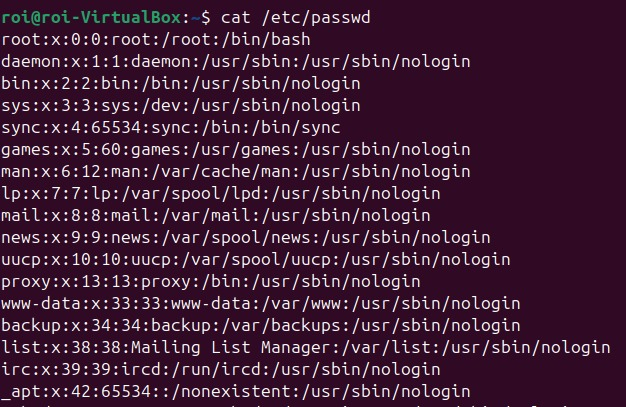 roi@roi-VirtualBox:~$ cat /etc/passwd
root:x:0:0:root:/root:/bin/bash
daemon:x:1:1:daemon:/usr/sbin:/usr/sbin/nologin
bin:x:2:2:bin:/bin:/usr/sbin/nologin
sys:x:3:3:sys:/dev:/usr/sbin/nologin
sync:x:4:65534:sync:/bin:/bin/sync
games:x:5:60:games:/usr/games:/usr/sbin/nologin
man:x:6:12:man:/var/cache/man:/usr/sbin/nologin
lp:x:7:7:lp:/var/spool/lpd:/usr/sbin/nologin
mail:x:8:8:mail:/var/mail:/usr/sbin/nologin
news:x:9:9:news:/var/spool/news:/usr/sbin/nologin
uucp:x:10:10:uucp:/var/spool/uucp:/usr/sbin/nologin
proxy:x:13:13:proxy:/bin:/usr/sbin/nologin
www-data:x:33:33:www-data:/var/www:/usr/sbin/nologin
backup:x:34:34:backup:/var/backups:/usr/sbin/nologin
list:x:38:38:Mailing List Manager:/var/list:/usr/sbin/nologin
irc:x:39:39:ircd:/run/ircd:/usr/sbin/nologin
_apt:x:42:65534::/nonexistent:/usr/sbin/nologin